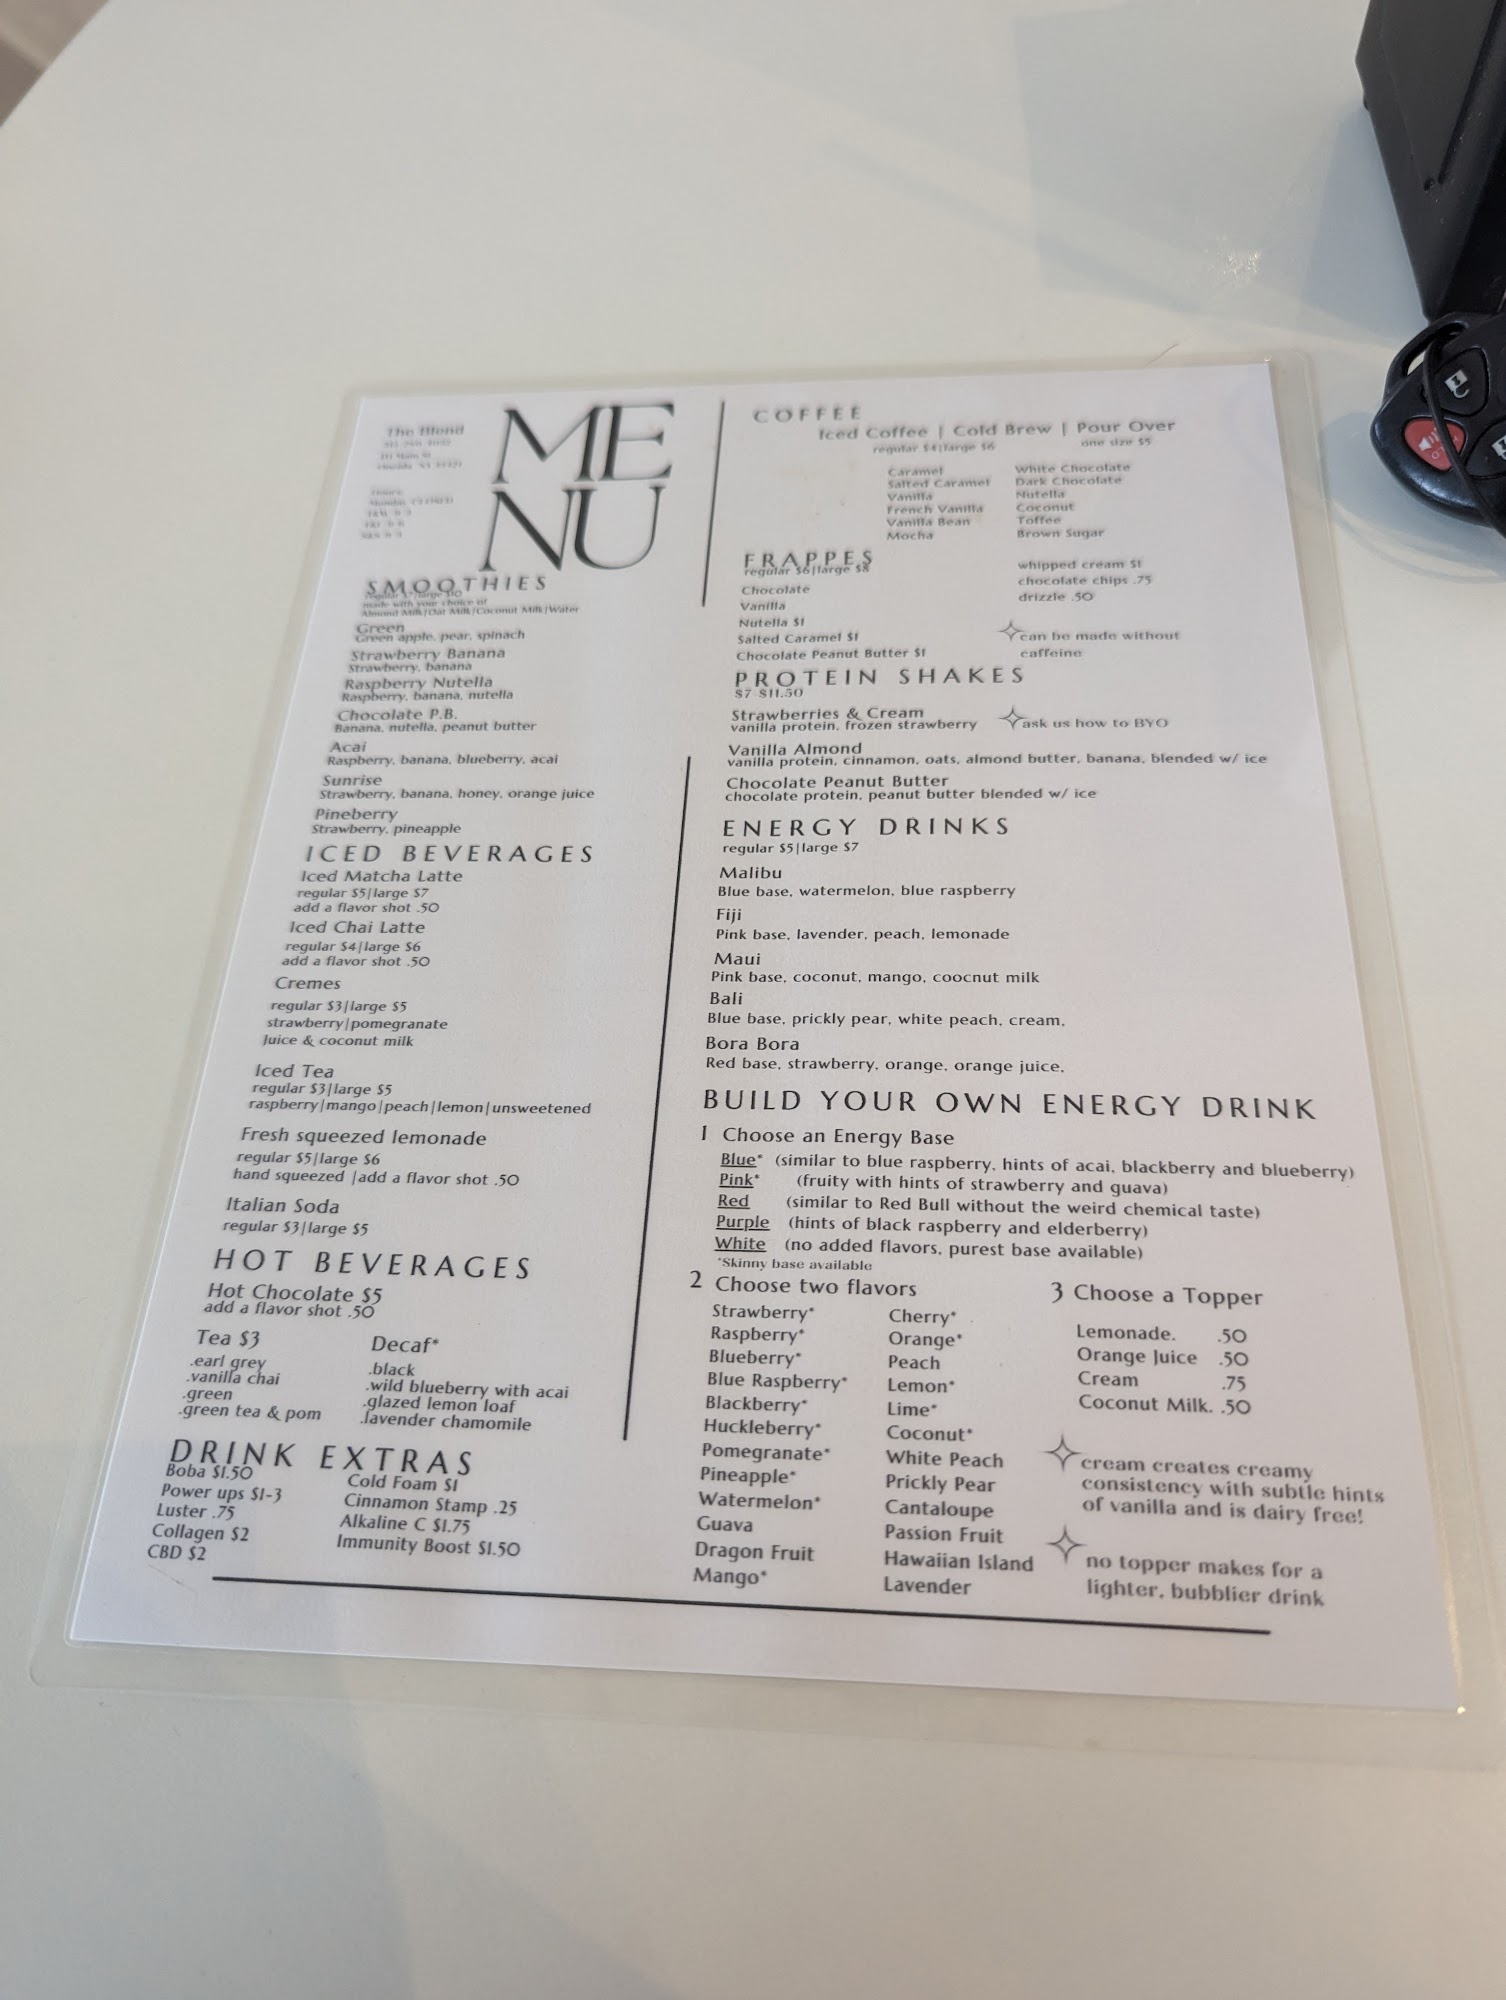 The Blend
ME
NU
SMOOTHIES
made with your choice of
Almond Milk/Oat Milk/Coconut Milk/Water
Green
Green apple, pear, spinach
Strawberry Banana
Strawberry, banana
Raspberry Nutella
Raspberry, banana, nutella
Chocolate P.B.
Banana, nutella, peanut butter
Acai
Raspberry, banana, blueberry, acai
Sunrise
Strawberry, banana, honey, orange juice
Pineberry
Strawberry, pineapple
ICED BEVERAGES
Iced Matcha Latte
regular $5|large $7
add a flavor shot .50
Iced Chai Latte
regular $4|large $6
add a flavor shot .50
Cremes
regular $3|large $5
strawberry|pomegranate
Juice & coconut milk
Iced Tea
regular $3|large $5
raspberry|mango|peach|lemon|unsweetened
Fresh squeezed lemonade
regular $5|large $6
hand squeezed |add a flavor shot .50
Italian Soda
regular $3|large $5
HOT BEVERAGES
Hot Chocolate $5
add a flavor shot .50
Tea $3
.earl grey
.vanilla chai
.green
.green tea & pom
Decaf*
.black
.wild blueberry with acai
.glazed lemon loaf
.lavender chamomile
DRINK EXTRAS
Boba $1.50
Power ups $1-3
Luster .75
Collagen $2
CBD $2
Cold Foam $1
Cinnamon Stamp .25
Alkaline C $1.75
Immunity Boost $1.50
COFFEE
Iced Coffee | Cold Brew | Pour Over
regular $4|large $6 one size $5
Caramel
Salted Caramel
Vanilla
French Vanilla
Vanilla Bean
Mocha
White Chocolate
Dark Chocolate
Nutella
Coconut
Toffee
Brown Sugar
FRAPPES
regular $6|large $8
Chocolate
Vanilla
Nutella $1
Salted Caramel $1
Chocolate Peanut Butter $1
whipped cream $1
chocolate chips .75
drizzle .50
can be made without
caffeine
PROTEIN SHAKES
$7 $11.50
Strawberries & Cream
vanilla protein, frozen strawberry
ask us how to BYO
Vanilla Almond
vanilla protein, cinnamon, oats, almond butter, banana, blended w/ ice
Chocolate Peanut Butter
chocolate protein, peanut butter blended w/ ice
ENERGY DRINKS
regular $5|large $7
Malibu
Blue base, watermelon, blue raspberry
Fiji
Pink base, lavender, peach, lemonade
Maui
Pink base, coconut, mango, coocnut milk
Bali
Blue base, prickly pear, white peach, cream,
Bora Bora
Red base, strawberry, orange, orange juice,
BUILD YOUR OWN ENERGY DRINK
1 Choose an Energy Base
Blue* (similar to blue raspberry, hints of acai, blackberry and blueberry)
Pink* (fruity with hints of strawberry and guava)
Red (similar to Red Bull without the weird chemical taste)
Purple (hints of black raspberry and elderberry)
White (no added flavors, purest base available)
*Skinny base available
2 Choose two flavors
Strawberry*
Raspberry*
Blueberry*
Blue Raspberry*
Blackberry*
Huckleberry*
Pomegranate*
Pineapple*
Watermelon*
Guava
Dragon Fruit
Mango*
Cherry*
Orange*
Peach
Lemon*
Lime*
Coconut*
White Peach
Prickly Pear
Cantaloupe
Passion Fruit
Hawaiian Island
Lavender
3 Choose a Topper
Lemonade. .50
Orange Juice .50
Cream .75
Coconut Milk. .50
cream creates creamy
consistency with subtle hints
of vanilla and is dairy free!
no topper makes for a
lighter, bubblier drink